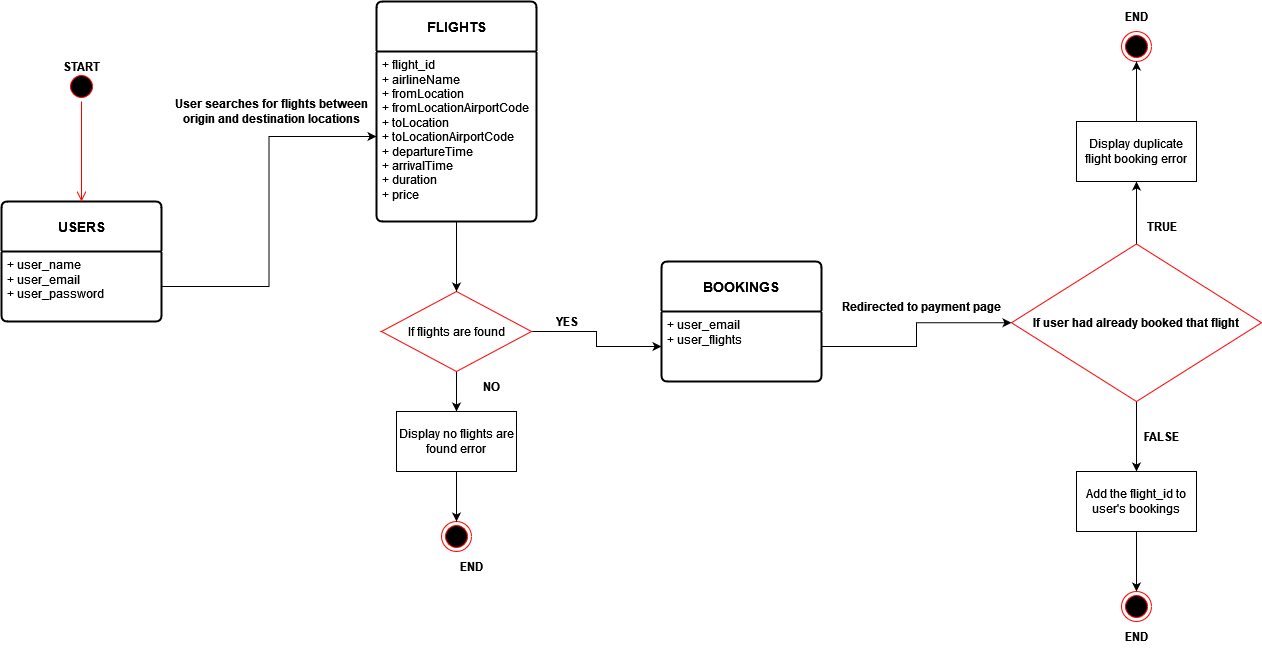 START
USERS
+ user_name
+ user_email
+ user_password
User searches for flights between
origin and destination locations
FLIGHTS
+ flight_id
+ airlineName
+ fromLocation
+ fromLocationAirportCode
+ toLocation
+ toLocationAirportCode
+ departureTime
+ arrivalTime
+ duration
+ price
If flights are found
YES
NO
Display no flights are
found error
END
BOOKINGS
+ user_email
+ user_flights
Redirected to payment page
If user had already booked that flight
TRUE
Display duplicate
flight booking error
END
FALSE
Add the flight_id to
user's bookings
END